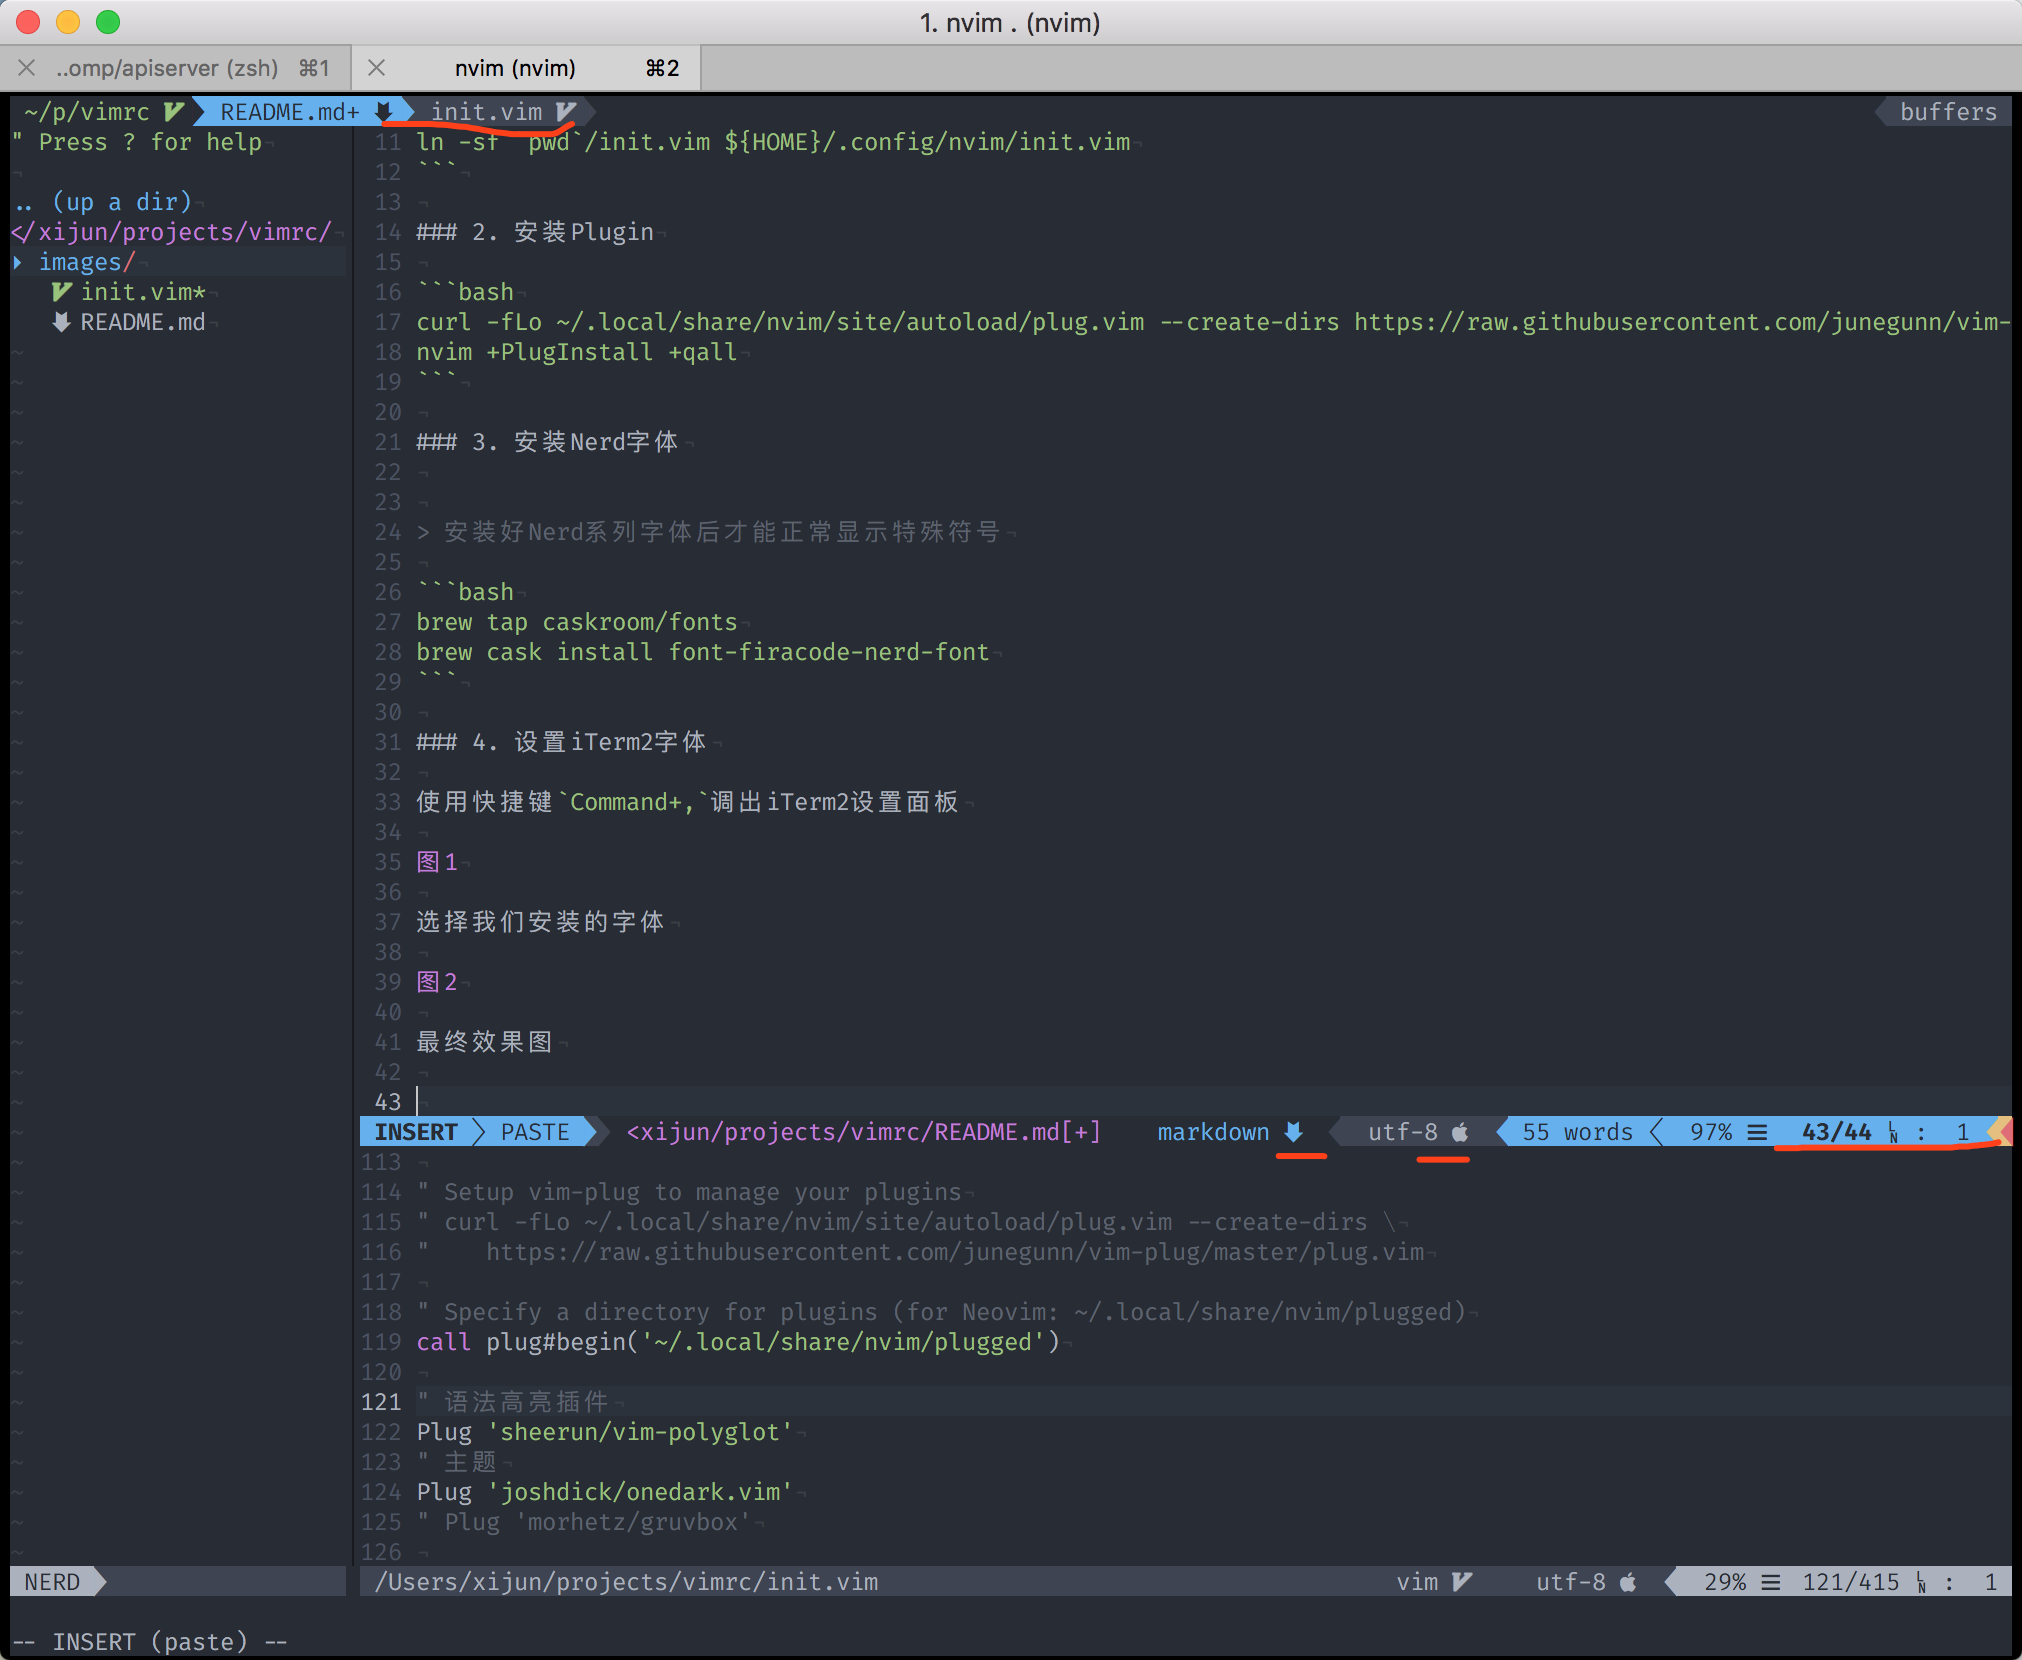 1. nvim . (nvim)
..omp/apiserver (zsh) ⌘1
nvim (nvim) ⌘2
~/p/vimrc README.md+ init.vim buffers
" Press ? for help
.. (up a dir)
</xijun/projects/vimrc/
images/
init.vim*
README.md
11 ln -sf `pwd`/init.vim ${HOME}/.config/nvim/init.vim
12 ```
13
14 ### 2. 安装Plugin
15
16 ```bash
17 curl -fLo ~/.local/share/nvim/site/autoload/plug.vim --create-dirs https://raw.githubusercontent.com/junegunn/vim-
18 nvim +PlugInstall +qall
19 ```
20
21 ### 3. 安装Nerd字体
22
23
24 > 安装好Nerd系列字体后才能正常显示特殊符号
25
26 ```bash
27 brew tap caskroom/fonts
28 brew cask install font-firacode-nerd-font
29 ```
30
31 ### 4. 设置iTerm2字体
32
33 使用快捷键`Command+,`调出iTerm2设置面板
34
35 图1
36
37 选择我们安装的字体
38
39 图2
40
41 最终效果图
42
43
INSERT PASTE <xijun/projects/vimrc/README.md[+] markdown utf-8 55 words 97% ☰ 43/44 ㏑ : 1
113
114 " Setup vim-plug to manage your plugins
115 " curl -fLo ~/.local/share/nvim/site/autoload/plug.vim --create-dirs \
116 "    https://raw.githubusercontent.com/junegunn/vim-plug/master/plug.vim
117
118 " Specify a directory for plugins (for Neovim: ~/.local/share/nvim/plugged)
119 call plug#begin('~/.local/share/nvim/plugged')
120
121 " 语法高亮插件
122 Plug 'sheerun/vim-polyglot'
123 " 主题
124 Plug 'joshdick/onedark.vim'
125 " Plug 'morhetz/gruvbox'
126
NERD /Users/xijun/projects/vimrc/init.vim vim utf-8 29% ☰ 121/415 ㏑ : 1
-- INSERT (paste) --